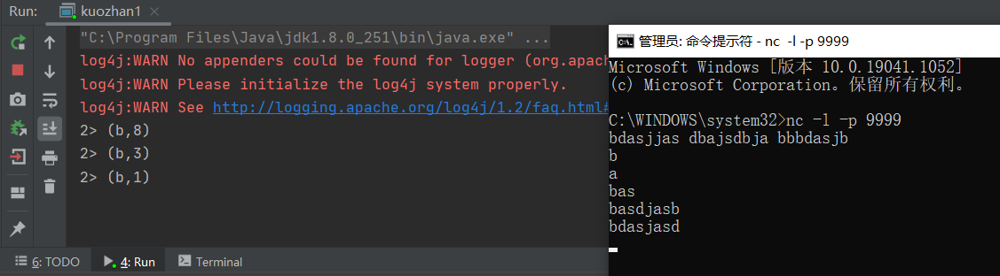 Run: kuozhan1
"C:\Program Files\Java\jdk1.8.0_251\bin\java.exe" ...
log4j:WARN No appenders could be found for logger (org.apac
log4j:WARN Please initialize the log4j system properly.
log4j:WARN See http://logging.apache.org/log4j/1.2/faq.html#
2> (b,8)
2> (b,3)
2> (b,1)
6: TODO 4: Run Terminal
管理员: 命令提示符 - nc -l -p 9999
Microsoft Windows [版本 10.0.19041.1052]
(c) Microsoft Corporation。保留所有权利。
C:\WINDOWS\system32>nc -l -p 9999
bdasjjas dbajsdbja bbbdasjb
b
a
bas
basdjasb
bdasjasd